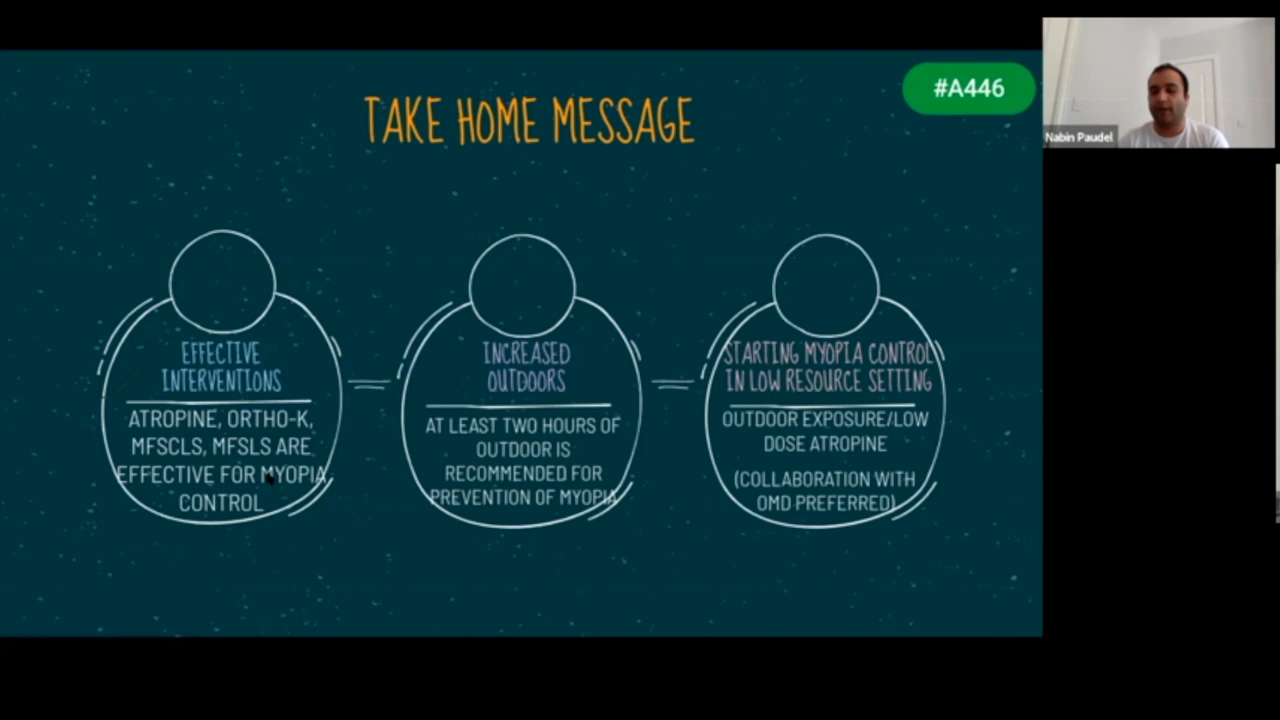 #A446
TAKE HOME MESSAGE
Nabin Paudel
EFFECTIVE
INTERVENTIONS
ATROPINE, ORTHO-K,
MFSCLS, MFSLS ARE
EFFECTIVE FOR MYOPIA
CONTROL
INCREASED
OUTDOORS
AT LEAST TWO HOURS OF
OUTDOOR IS
RECOMMENDED FOR
PREVENTION OF MYOPIA
STARTING MYOPIA CONTROL
IN LOW RESOURCE SETTING
OUTDOOR EXPOSURE/LOW
DOSE ATROPINE
(COLLABORATION WITH
OMD PREFERRED)